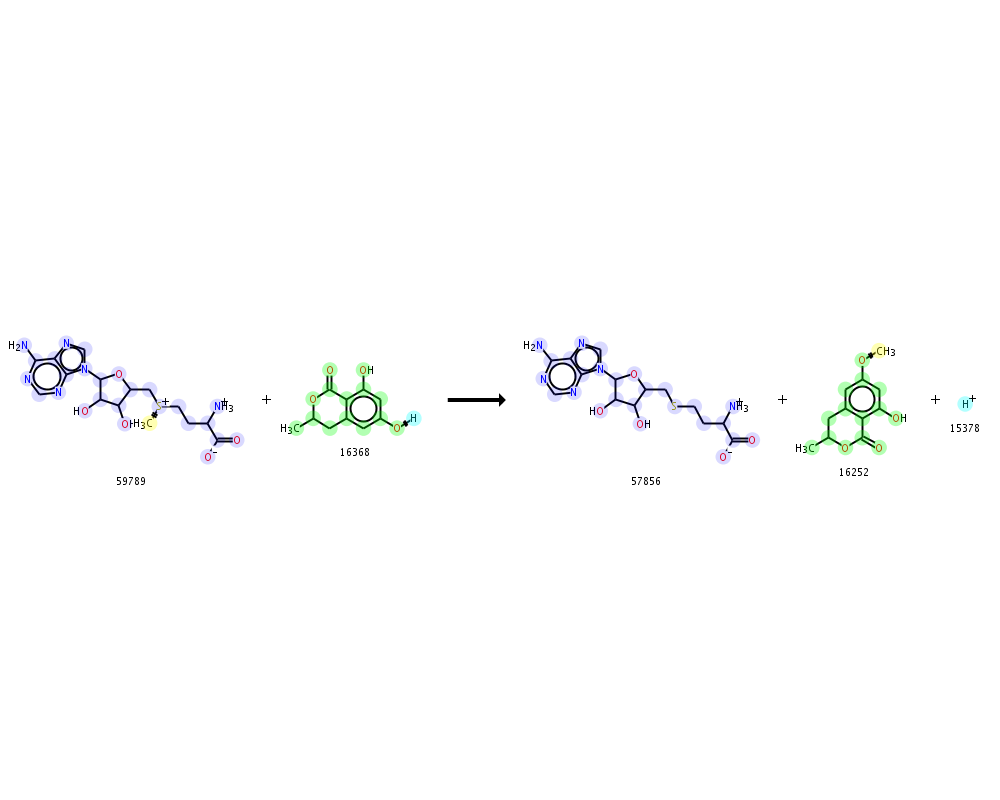 H2N N N N N N O HO OH H3C S+ NH3+ O O-
59789
+
O O OH H3C O H
16368
H2N N N N N N O HO OH S NH3+ O O-
57856
+
O CH3 OH H3C O O
16252
+
H+
15378